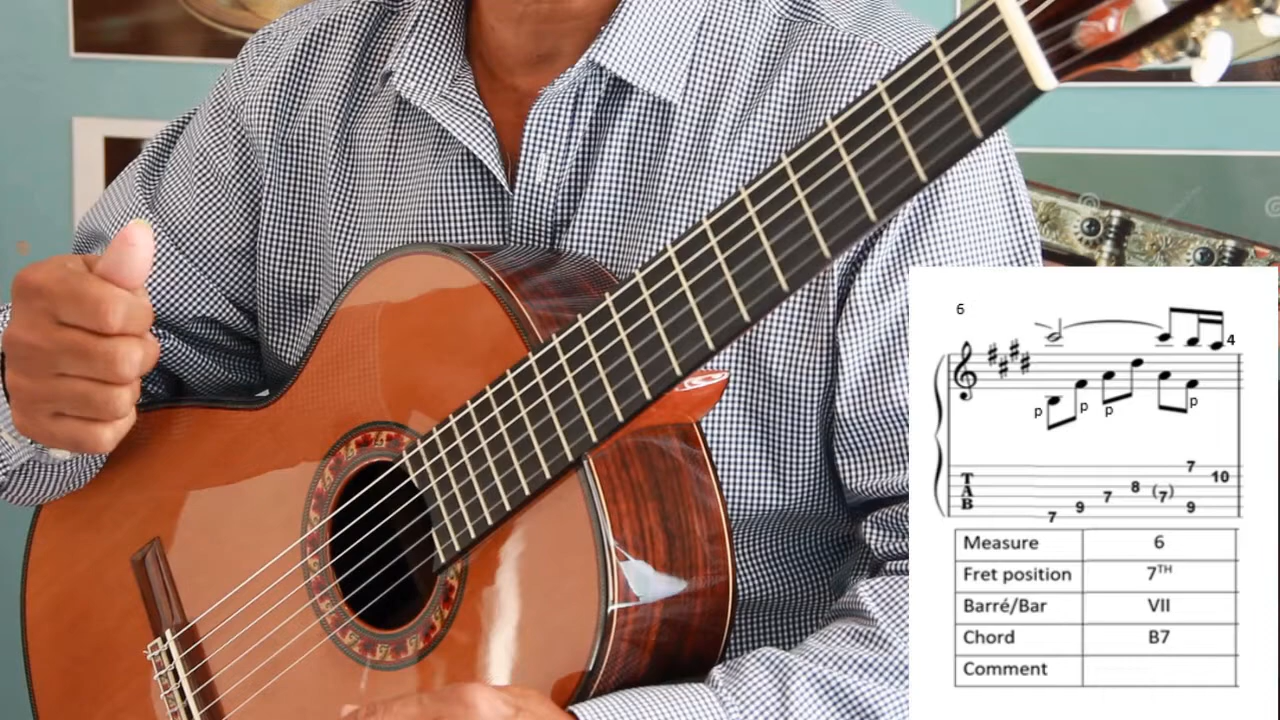 6
4
p p p p
7
T A B 7 9 7 8 (7) 9 10
Measure 6
Fret position 7TH
Barré/Bar VII
Chord B7
Comment